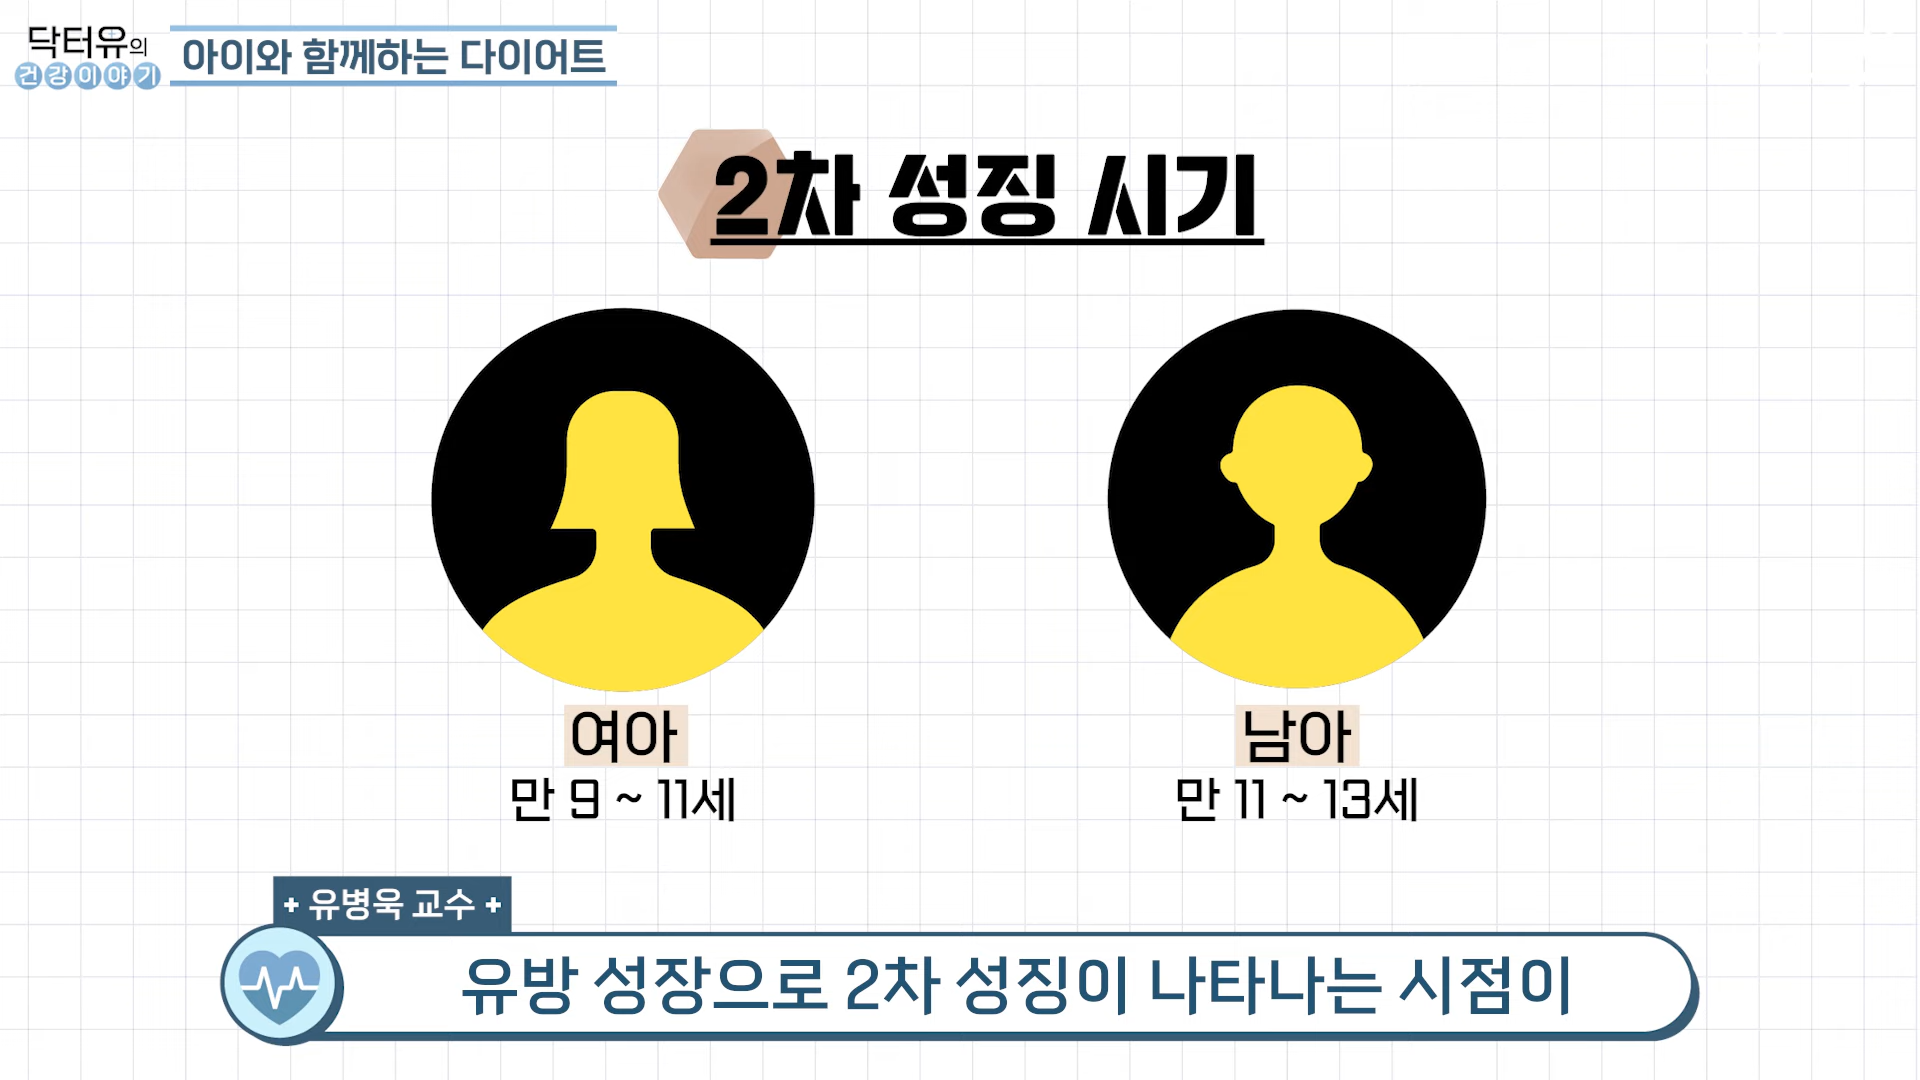 닥터유의
건강이야기
아이와 함께하는 다이어트
2차 성징 시기
여아
만 9 ~ 11세
남아
만 11 ~ 13세
+ 유병욱 교수 +
유방 성장으로 2차 성징이 나타나는 시점이